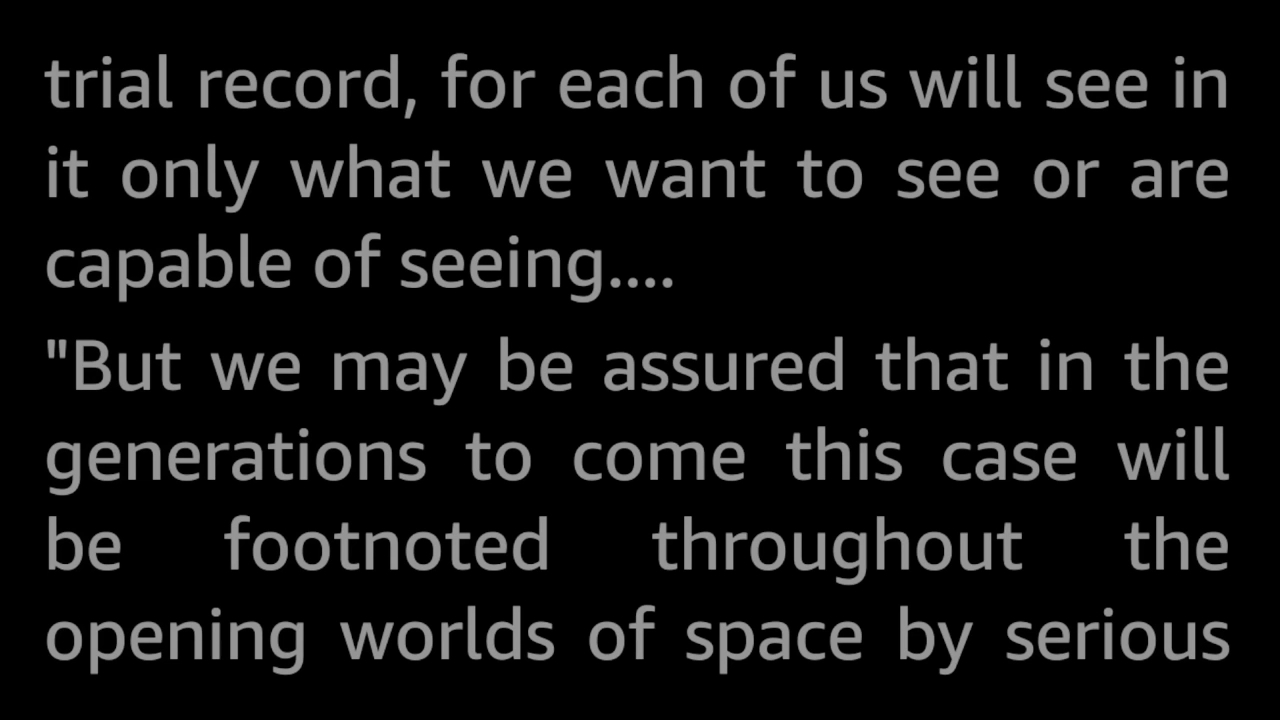 trial record, for each of us will see in
it only what we want to see or are
capable of seeing....
"But we may be assured that in the
generations to come this case will
be footnoted throughout the
opening worlds of space by serious